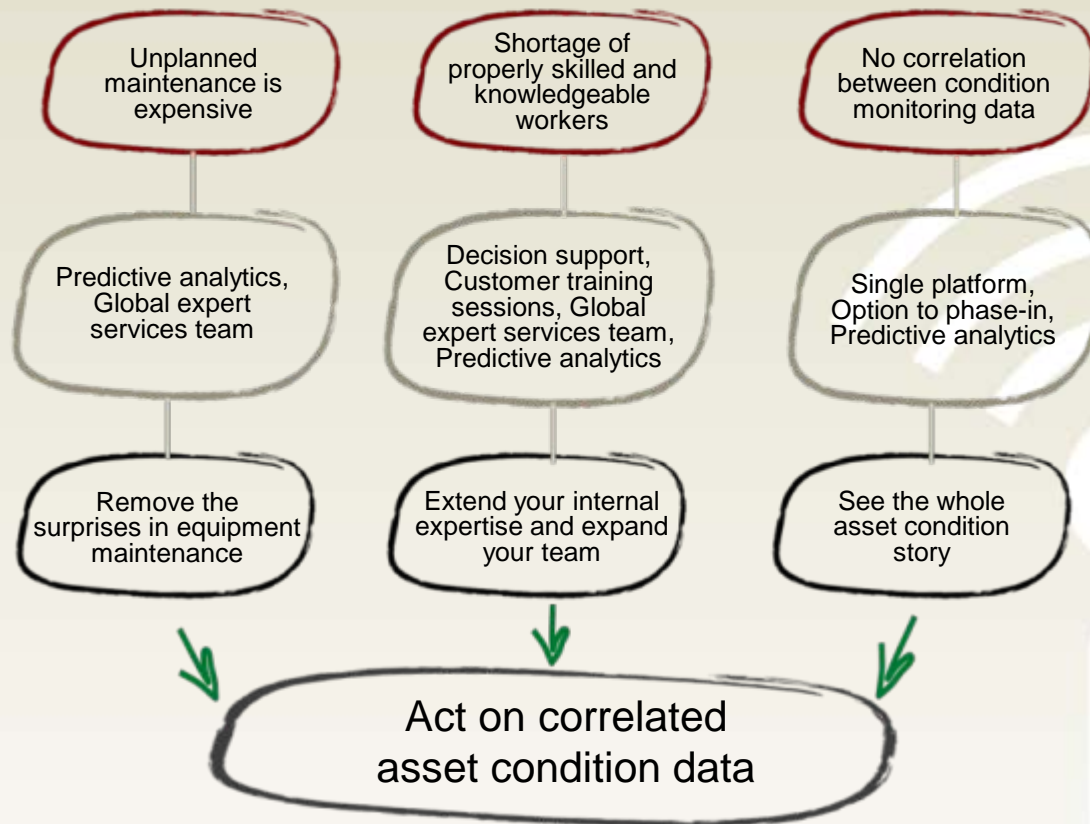 Unplanned
maintenance is
expensive
Shortage of
properly skilled and
knowledgeable
workers
No correlation
between condition
monitoring data
Predictive analytics,
Global expert
services team
Decision support,
Customer training
sessions, Global
expert services team,
Predictive analytics
Single platform,
Option to phase-in,
Predictive analytics
Remove the
surprises in equipment
maintenance
Extend your internal
expertise and expand
your team
See the whole
asset condition
story
Act on correlated
asset condition data